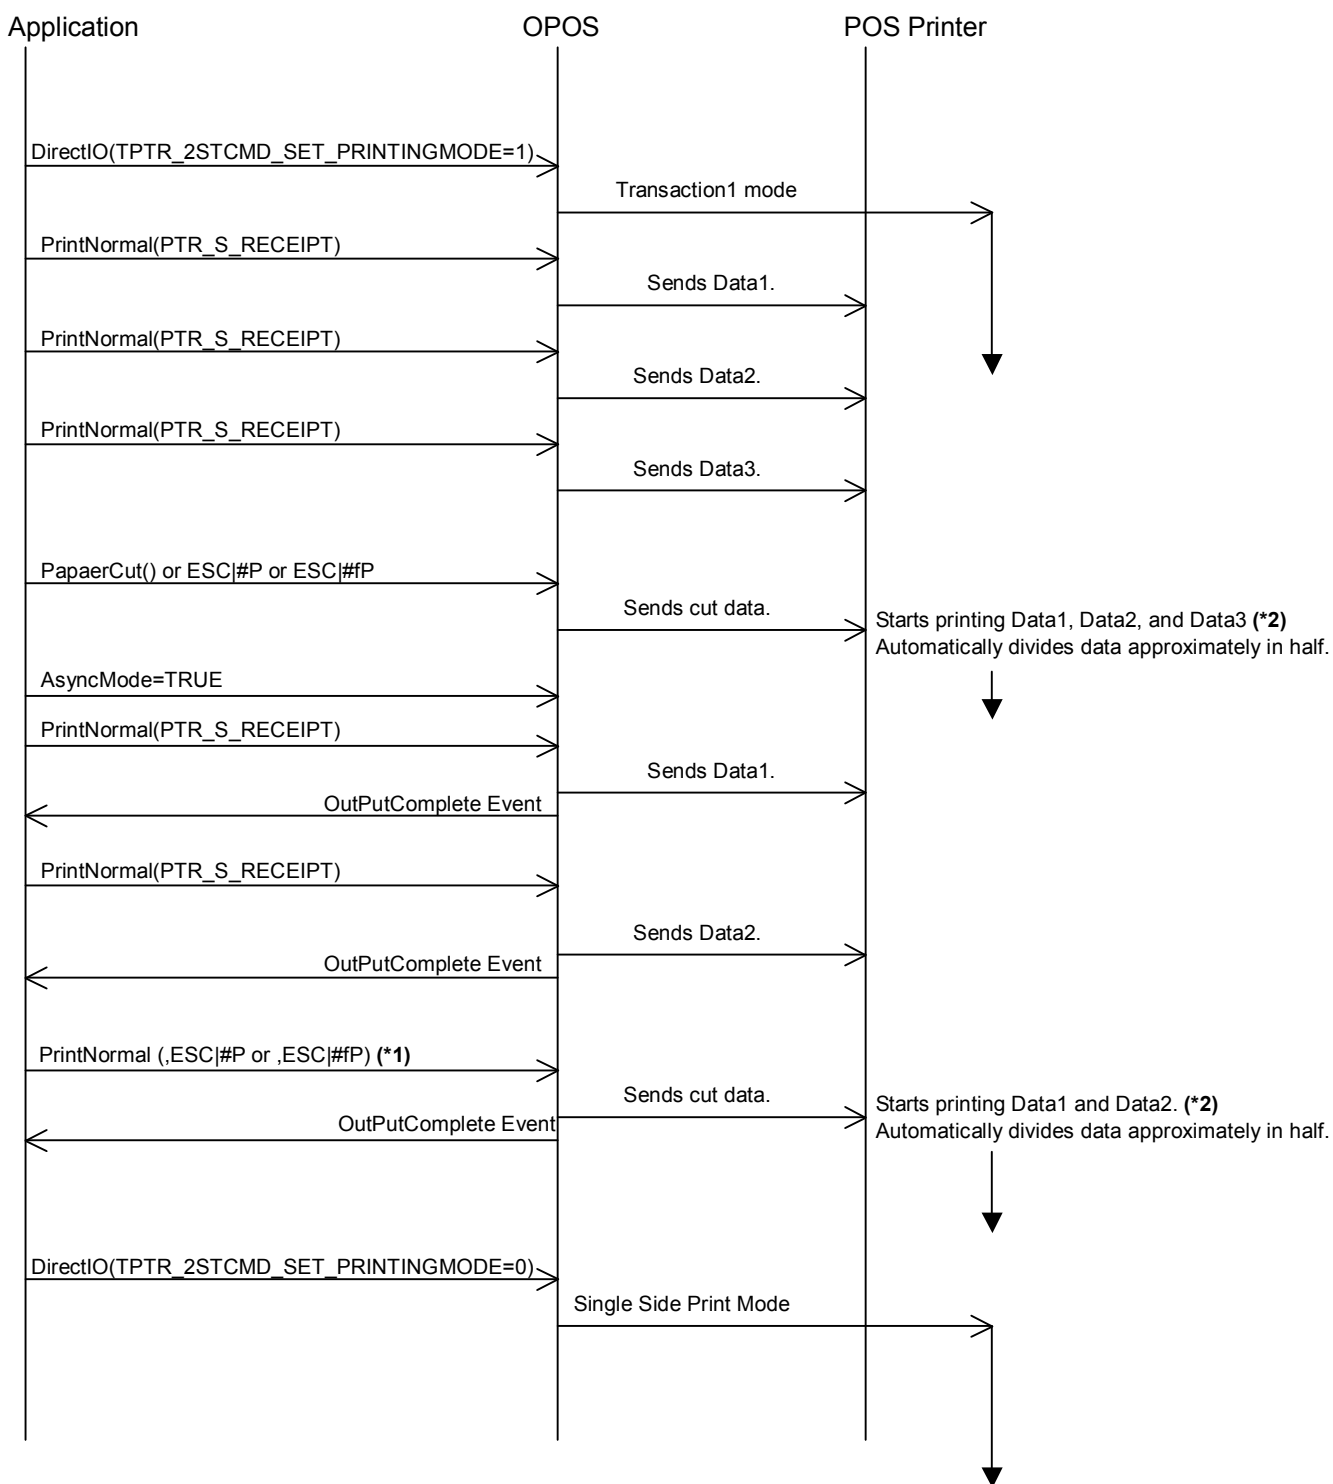 Application OPOS POS Printer
DirectIO(TPTR_2STCMD_SET_PRINTINGMODE=1)
Transaction1 mode
PrintNormal(PTR_S_RECEIPT)
Sends Data1.
PrintNormal(PTR_S_RECEIPT)
Sends Data2.
PrintNormal(PTR_S_RECEIPT)
Sends Data3.
PapaerCut() or ESC|#P or ESC|#fP
Sends cut data.
Starts printing Data1, Data2, and Data3 (*2)
Automatically divides data approximately in half.
AsyncMode=TRUE
PrintNormal(PTR_S_RECEIPT)
Sends Data1.
OutPutComplete Event
PrintNormal(PTR_S_RECEIPT)
Sends Data2.
OutPutComplete Event
PrintNormal (,ESC|#P or ,ESC|#fP) (*1)
Sends cut data.
Starts printing Data1 and Data2. (*2)
Automatically divides data approximately in half.
OutPutComplete Event
DirectIO(TPTR_2STCMD_SET_PRINTINGMODE=0)
Single Side Print Mode